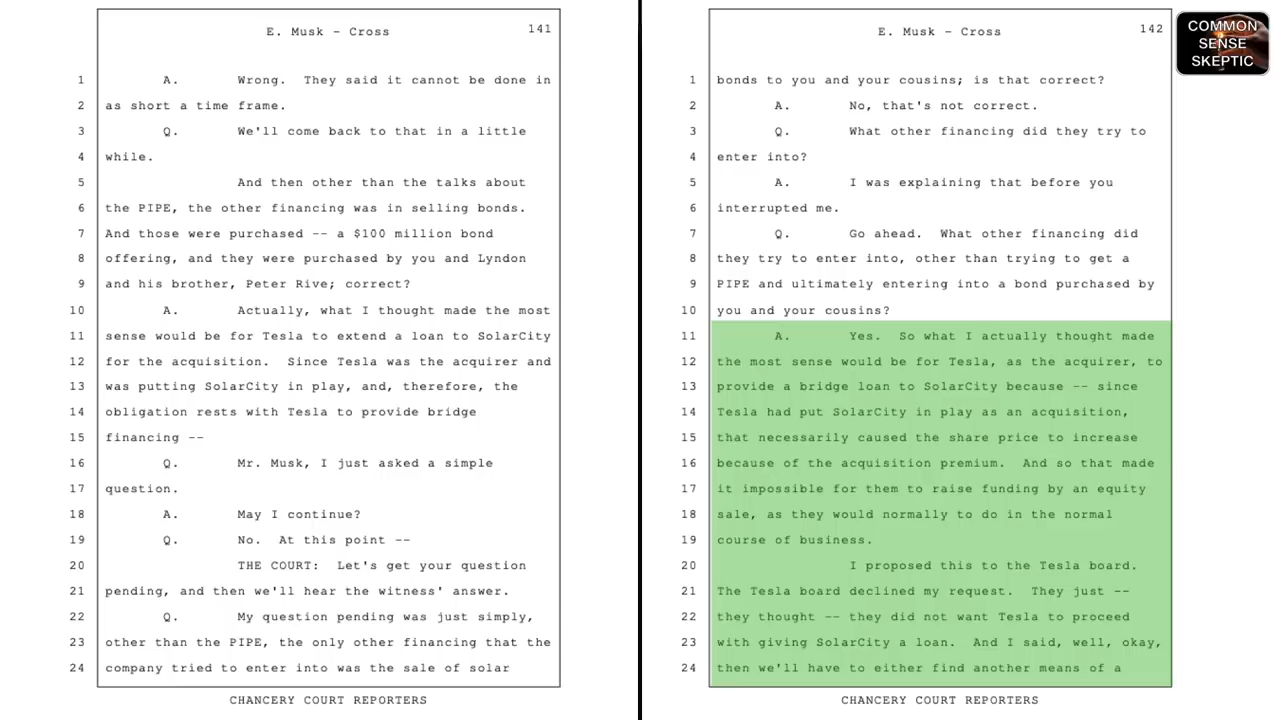 E. Musk - Cross 141
1 A. Wrong. They said it cannot be done in
2 as short a time frame.
3 Q. We'll come back to that in a little
4 while.
5 And then other than the talks about
6 the PIPE, the other financing was in selling bonds.
7 And those were purchased -- a $100 million bond
8 offering, and they were purchased by you and Lyndon
9 and his brother, Peter Rive; correct?
10 A. Actually, what I thought made the most
11 sense would be for Tesla to extend a loan to SolarCity
12 for the acquisition. Since Tesla was the acquirer and
13 was putting SolarCity in play, and, therefore, the
14 obligation rests with Tesla to provide bridge
15 financing --
16 Q. Mr. Musk, I just asked a simple
17 question.
18 A. May I continue?
19 Q. No. At this point --
20 THE COURT: Let's get your question
21 pending, and then we'll hear the witness' answer.
22 Q. My question pending was just simply,
23 other than the PIPE, the only other financing that the
24 company tried to enter into was the sale of solar
CHANCERY COURT REPORTERS
E. Musk - Cross 142
1 bonds to you and your cousins; is that correct?
2 A. No, that's not correct.
3 Q. What other financing did they try to
4 enter into?
5 A. I was explaining that before you
6 interrupted me.
7 Q. Go ahead. What other financing did
8 they try to enter into, other than trying to get a
9 PIPE and ultimately entering into a bond purchased by
10 you and your cousins?
11 A. Yes. So what I actually thought made
12 the most sense would be for Tesla, as the acquirer, to
13 provide a bridge loan to SolarCity because -- since
14 Tesla had put SolarCity in play as an acquisition,
15 that necessarily caused the share price to increase
16 because of the acquisition premium. And so that made
17 it impossible for them to raise funding by an equity
18 sale, as they would normally to do in the normal
19 course of business.
20 I proposed this to the Tesla board.
21 The Tesla board declined my request. They just --
22 they thought -- they did not want Tesla to proceed
23 with giving SolarCity a loan. And I said, well, okay,
24 then we'll have to either find another means of a
CHANCERY COURT REPORTERS
COMMON
SENSE
SKEPTIC